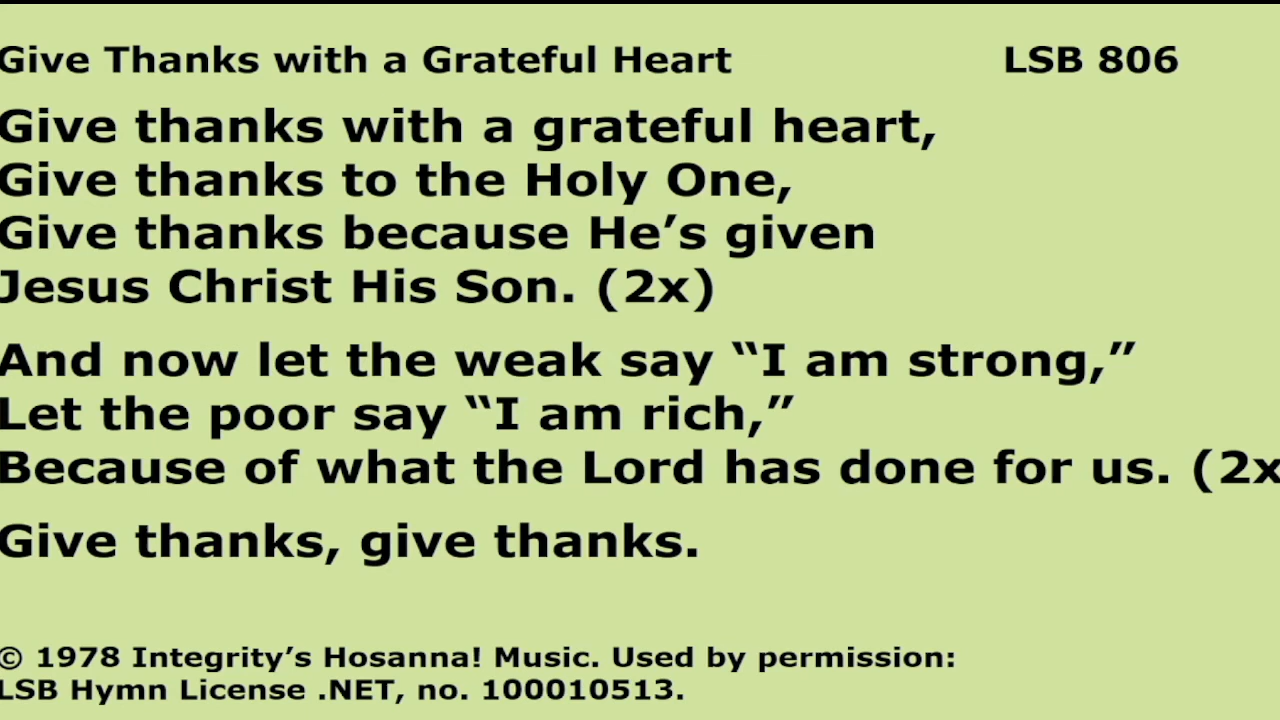 Give Thanks with a Grateful Heart LSB 806
Give thanks with a grateful heart,
Give thanks to the Holy One,
Give thanks because He’s given
Jesus Christ His Son. (2x)
And now let the weak say “I am strong,”
Let the poor say “I am rich,”
Because of what the Lord has done for us. (2x
Give thanks, give thanks.
© 1978 Integrity’s Hosanna! Music. Used by permission:
LSB Hymn License .NET, no. 100010513.